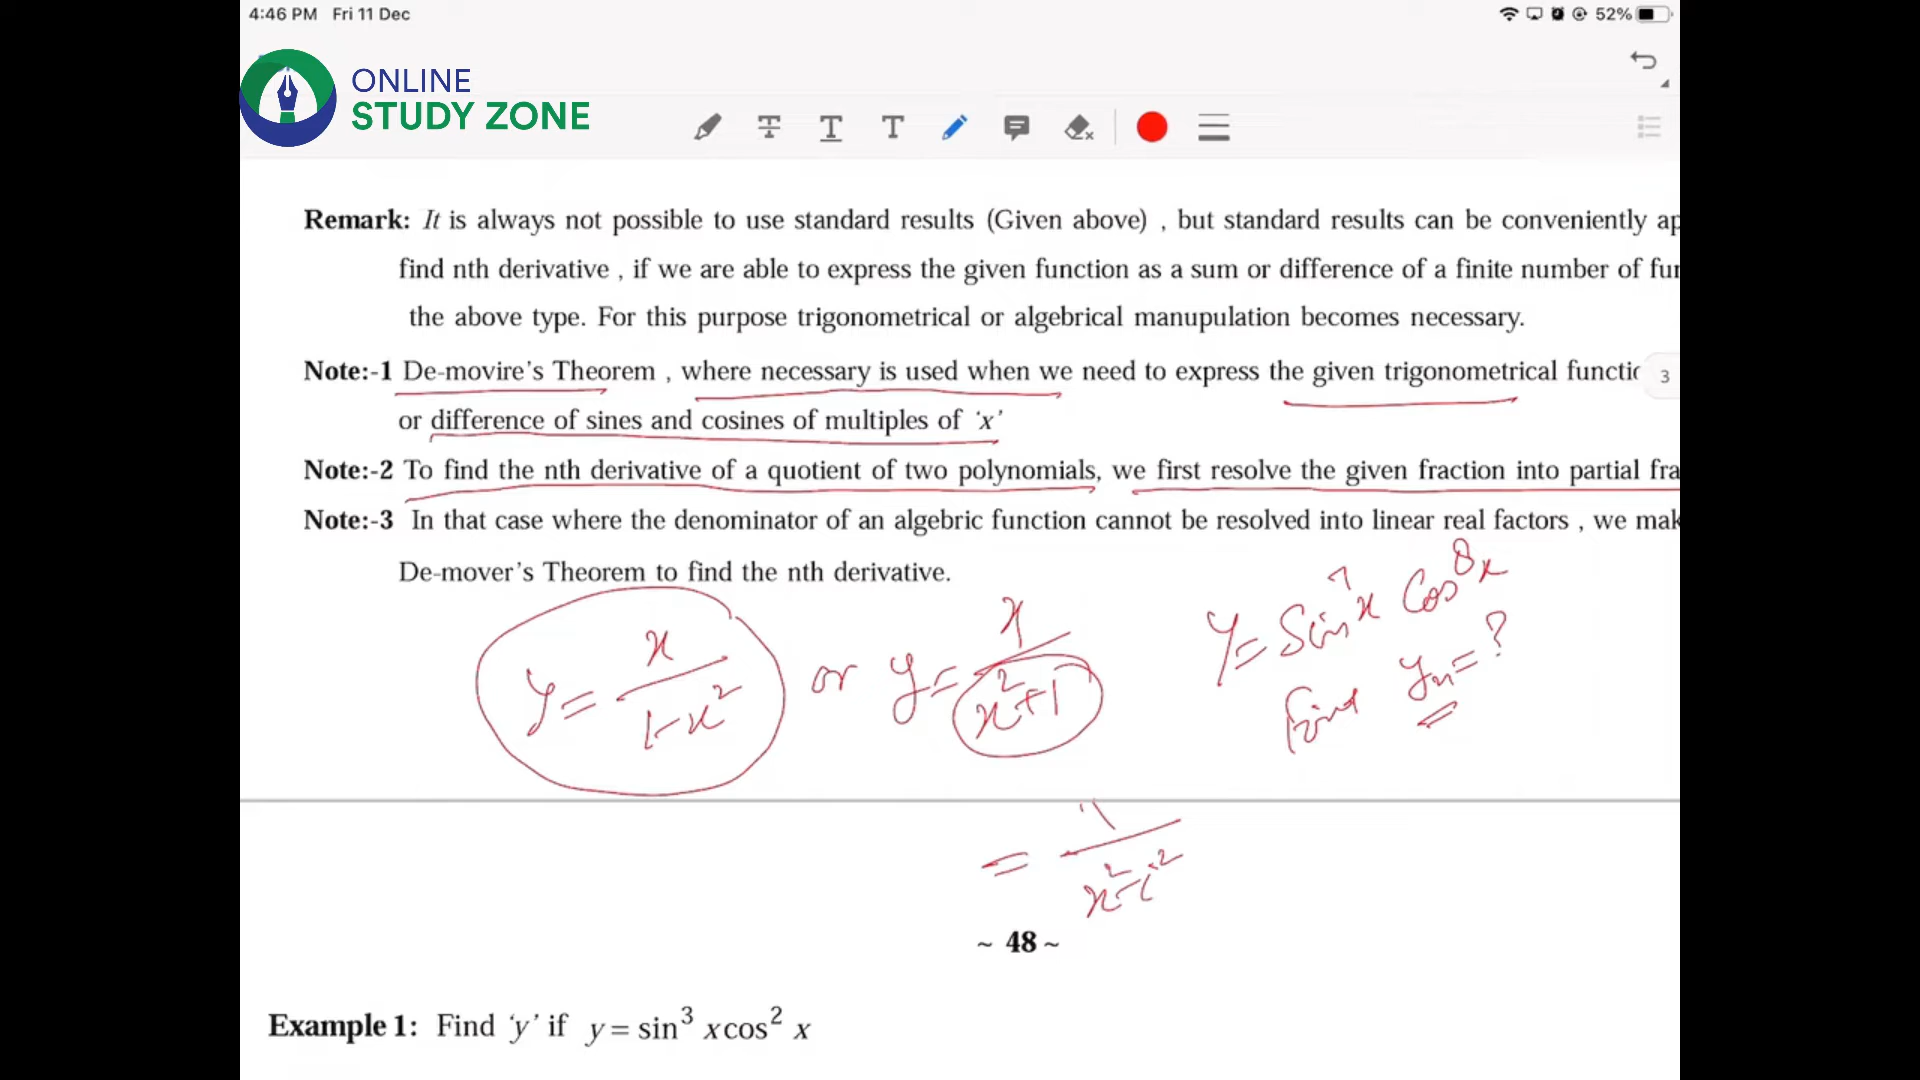 4:46 PM Fri 11 Dec
52%
ONLINE
STUDY ZONE
Remark: It is always not possible to use standard results (Given above) , but standard results can be conveniently ap
find nth derivative , if we are able to express the given function as a sum or difference of a finite number of fu
the above type. For this purpose trigonometrical or algebrical manupulation becomes necessary.
Note:-1 De-movire’s Theorem , where necessary is used when we need to express the given trigonometrical functio
3
or difference of sines and cosines of multiples of ‘x’
Note:-2 To find the nth derivative of a quotient of two polynomials, we first resolve the given fraction into partial fra
Note:-3 In that case where the denominator of an algebric function cannot be resolved into linear real factors , we mak
De-mover’s Theorem to find the nth derivative.
y = x / 1-x² or y = x / x²+1
y = Sin⁷x Cos⁸x
Find yn = ?
= x / x²-i²
~ 48 ~
Example 1: Find ‘y’ if y = sin³ x cos² x